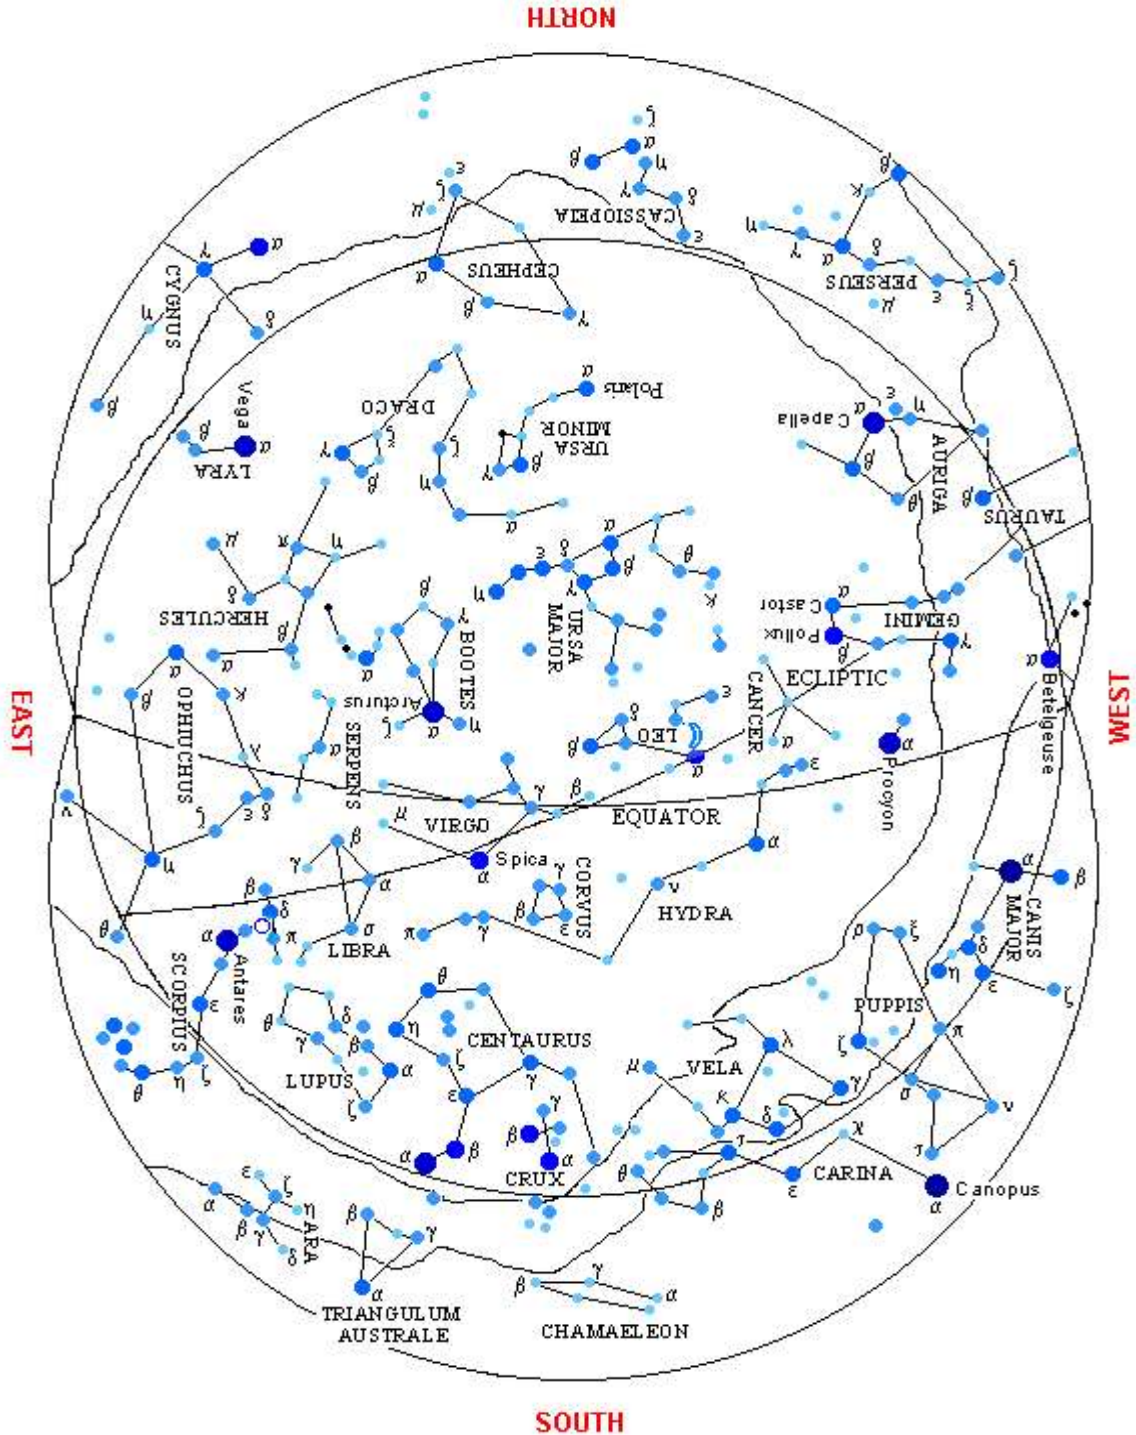 NORTH
CASSIOPEIA
CEPHEUS
PERSEUS
CYGNUS
Vega
LYRA
DRACO
Polaris
URSA
MINOR
Capella
AURIGA
TAURUS
HERCULES
BOOTES
Arcturus
URSA
MAJOR
Castor
Pollux
GEMINI
ECLIPTIC
CANCER
Betelgeuse
EAST
WEST
OPHIUCHUS
SERPENS
LEO
Procyon
VIRGO
EQUATOR
Spica
CORVUS
HYDRA
LIBRA
CANIS
MAJOR
SCORPIUS
Antares
PUPPIS
CENTAURUS
LUPUS
VELA
CRUX
CARINA
Canopus
ARA
TRIANGULUM
AUSTRALE
CHAMAELEON
SOUTH